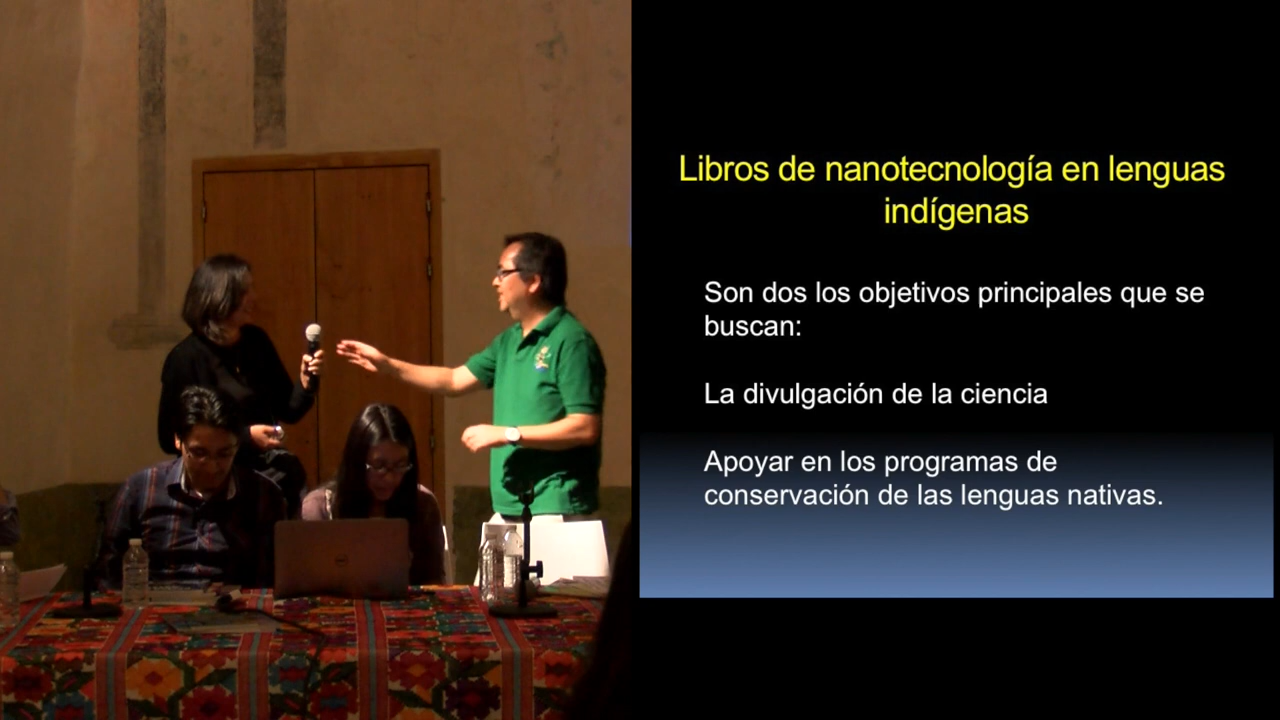 Libros de nanotecnología en lenguas
indígenas
Son dos los objetivos principales que se
buscan:
La divulgación de la ciencia
Apoyar en los programas de
conservación de las lenguas nativas.